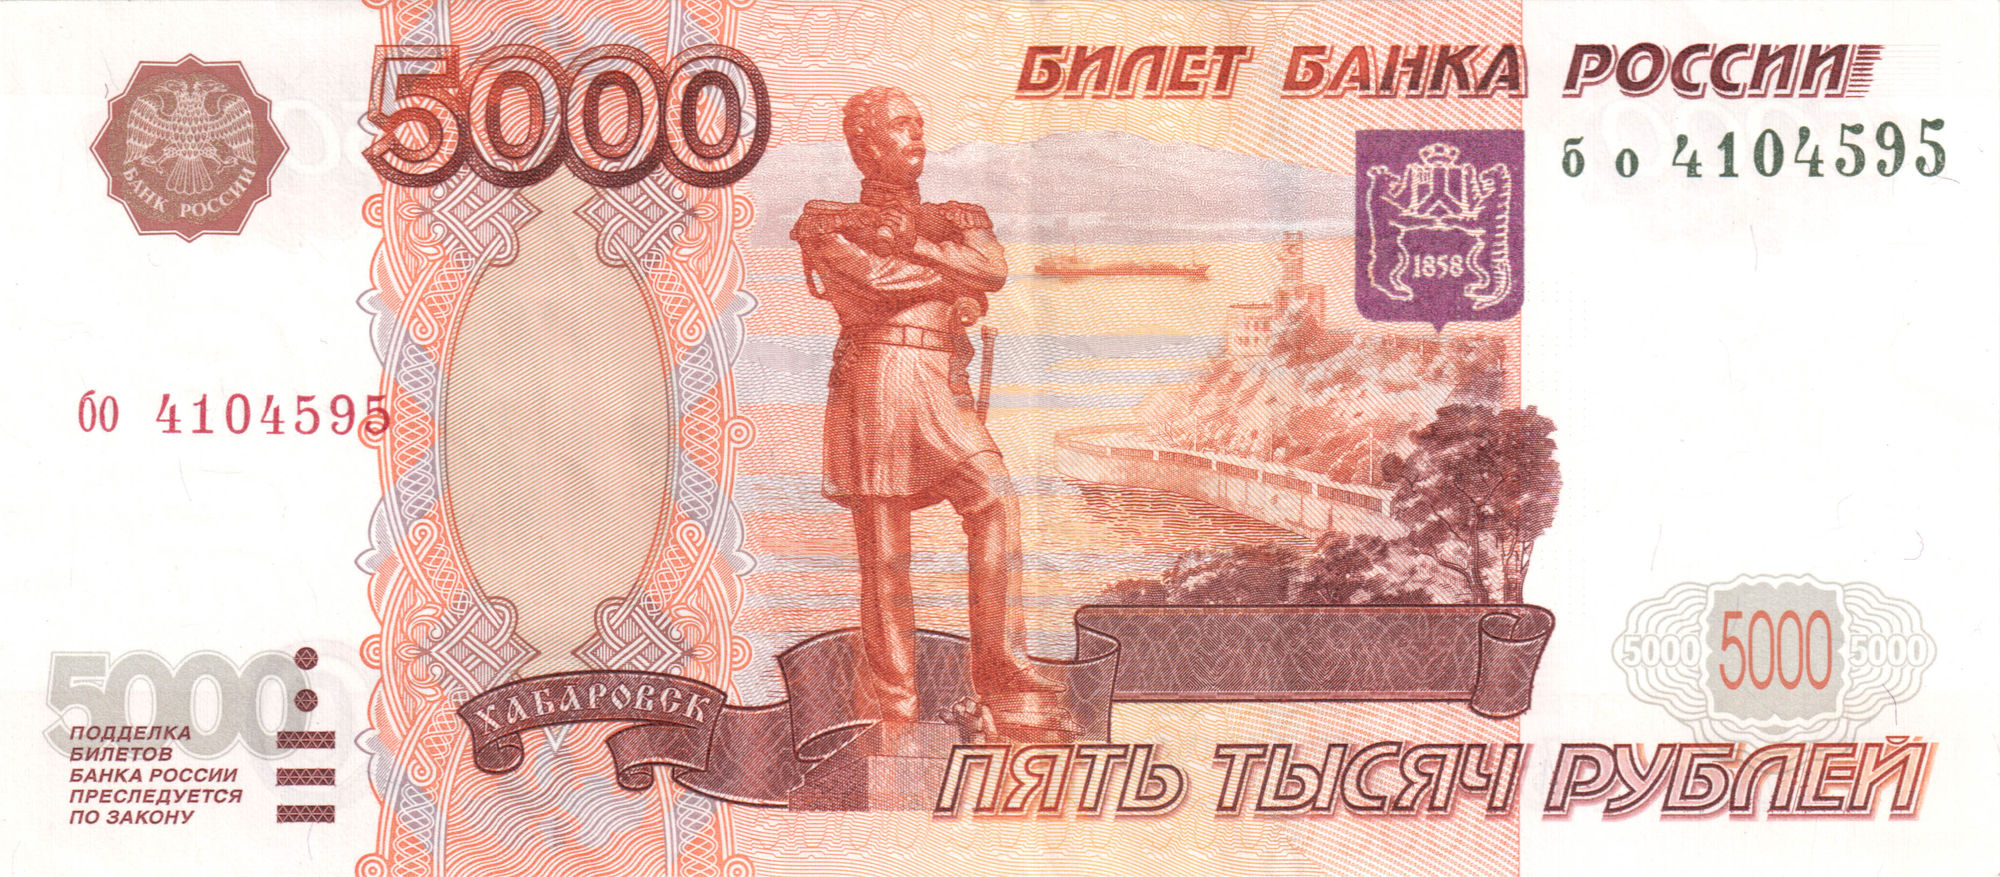 5000
БИЛЕТ БАНКА РОССИИ
БАНК РОССИИ
бо 4104595
1858
бо 4104595
5000
5000 5000 5000
ХАБАРОВСК
ПОДДЕЛКА
БИЛЕТОВ
БАНКА РОССИИ
ПРЕСЛЕДУЕТСЯ
ПО ЗАКОНУ
ПЯТЬ ТЫСЯЧ РУБЛЕЙ